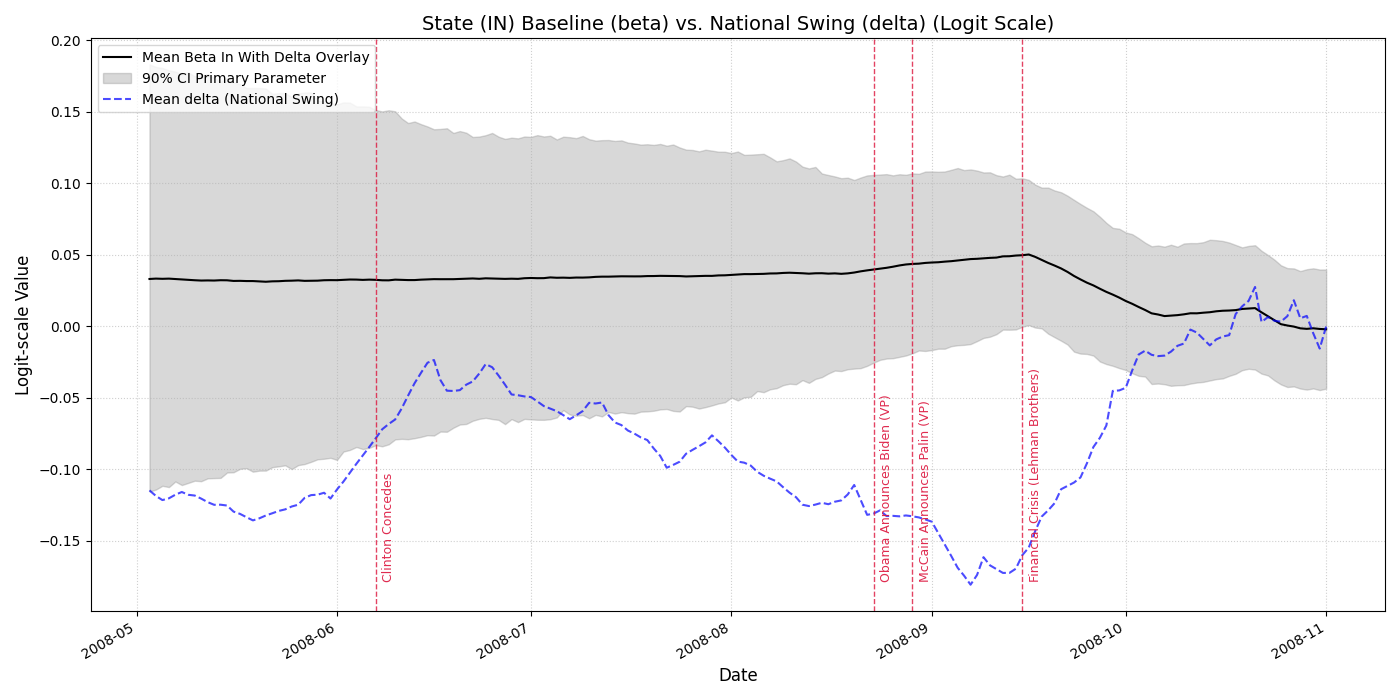 State (IN) Baseline (beta) vs. National Swing (delta) (Logit Scale)
Mean Beta In With Delta Overlay
90% CI Primary Parameter
Mean delta (National Swing)
Logit-scale Value
0.20
0.15
0.10
0.05
0.00
−0.05
−0.10
−0.15
Clinton Concedes
Obama Announces Biden (VP)
McCain Announces Palin (VP)
Financial Crisis (Lehman Brothers)
2008-05
2008-06
2008-07
2008-08
2008-09
2008-10
2008-11
Date